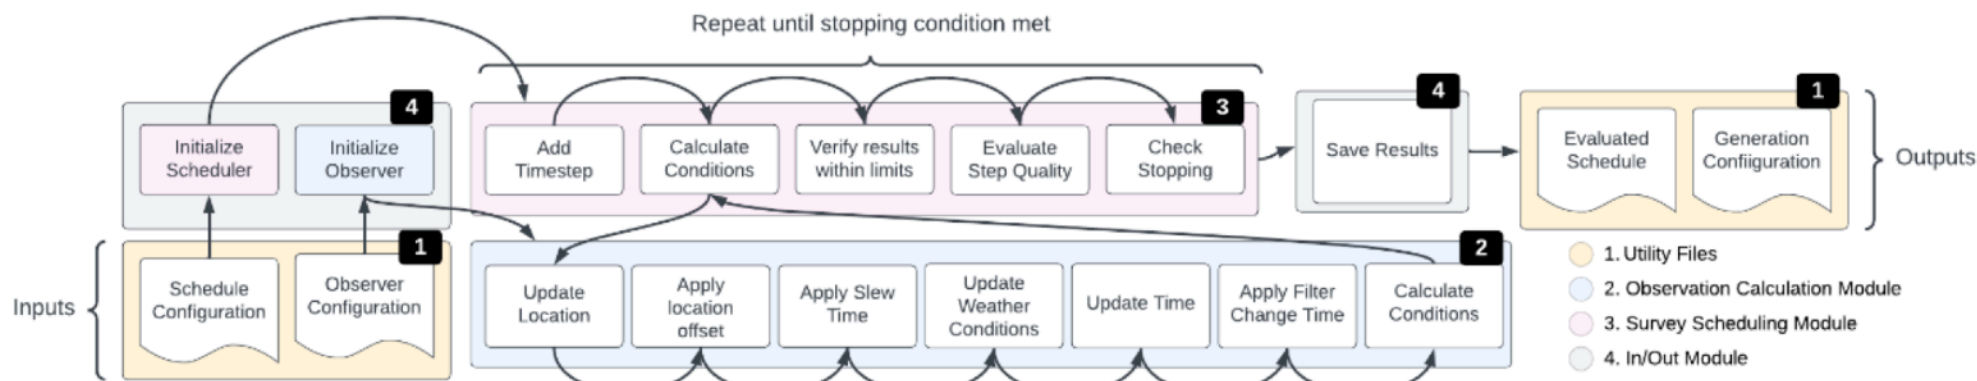 Repeat until stopping condition met
4
Initialize
Scheduler
Initialize
Observer
3
Add
Timestep
Calculate
Conditions
Verify results
within limits
Evaluate
Step Quality
Check
Stopping
4
Save Results
1
Evaluated
Schedule
Generation
Confiiguration
Outputs
Inputs
1
Schedule
Configuration
Observer
Configuration
2
Update
Location
Apply
location
offset
Apply Slew
Time
Update
Weather
Conditions
Update Time
Apply Filter
Change Time
Calculate
Conditions
1. Utility Files
2. Observation Calculation Module
3. Survey Scheduling Module
4. In/Out Module